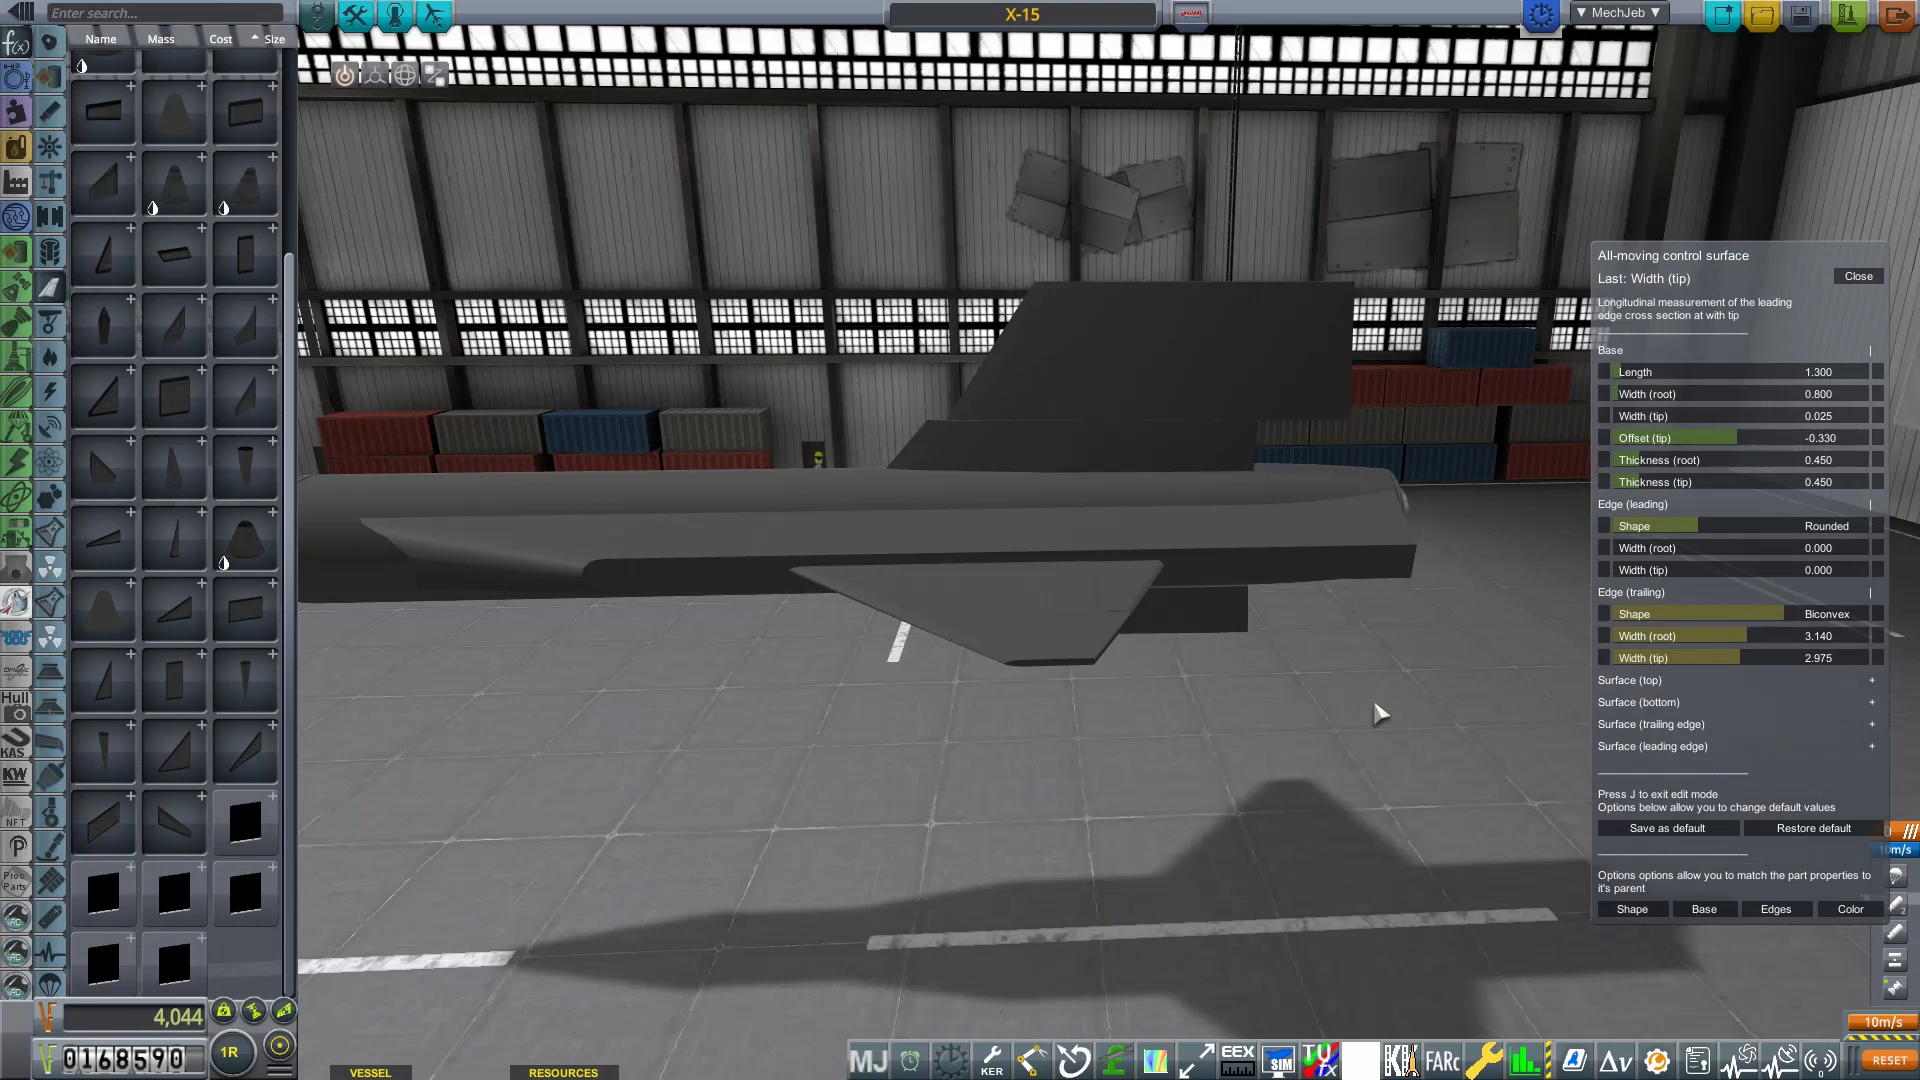 Enter search...
X-15
▼ MechJeb ▼
Name Mass Cost Size
All-moving control surface
Last: Width (tip)
Close
Longitudinal measurement of the leading
edge cross section at with tip
Base
Length 1.300
Width (root) 0.800
Width (tip) 0.025
Offset (tip) -0.330
Thickness (root) 0.450
Thickness (tip) 0.450
Edge (leading)
Shape Rounded
Width (root) 0.000
Width (tip) 0.000
Edge (trailing)
Shape Biconvex
Width (root) 3.140
Width (tip) 2.975
Surface (top) +
Surface (bottom) +
Surface (trailing edge) +
Surface (leading edge) +
Press J to exit edit mode
Options below allow you to change default values
Save as default Restore default
Options options allow you to match the part properties to
it's parent
Shape Base Edges Color
10m/s
Hull
KAS
KW
NFT
Proc
Parts
4,044
0168590
1R
VESSEL RESOURCES
MJ KER EEX SIM FARc Δv
10m/s
RESET